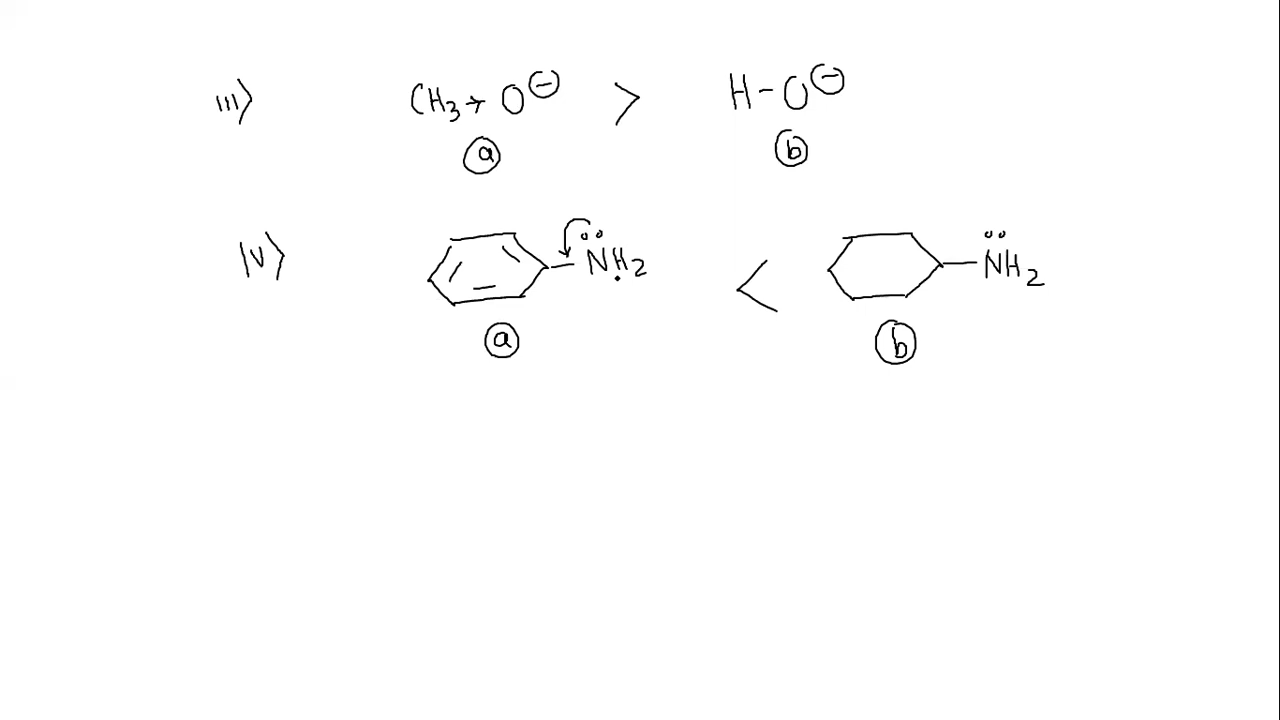 III) CH3→O⊖ > H-O⊖
a b
IV) NH2 < NH2
a b